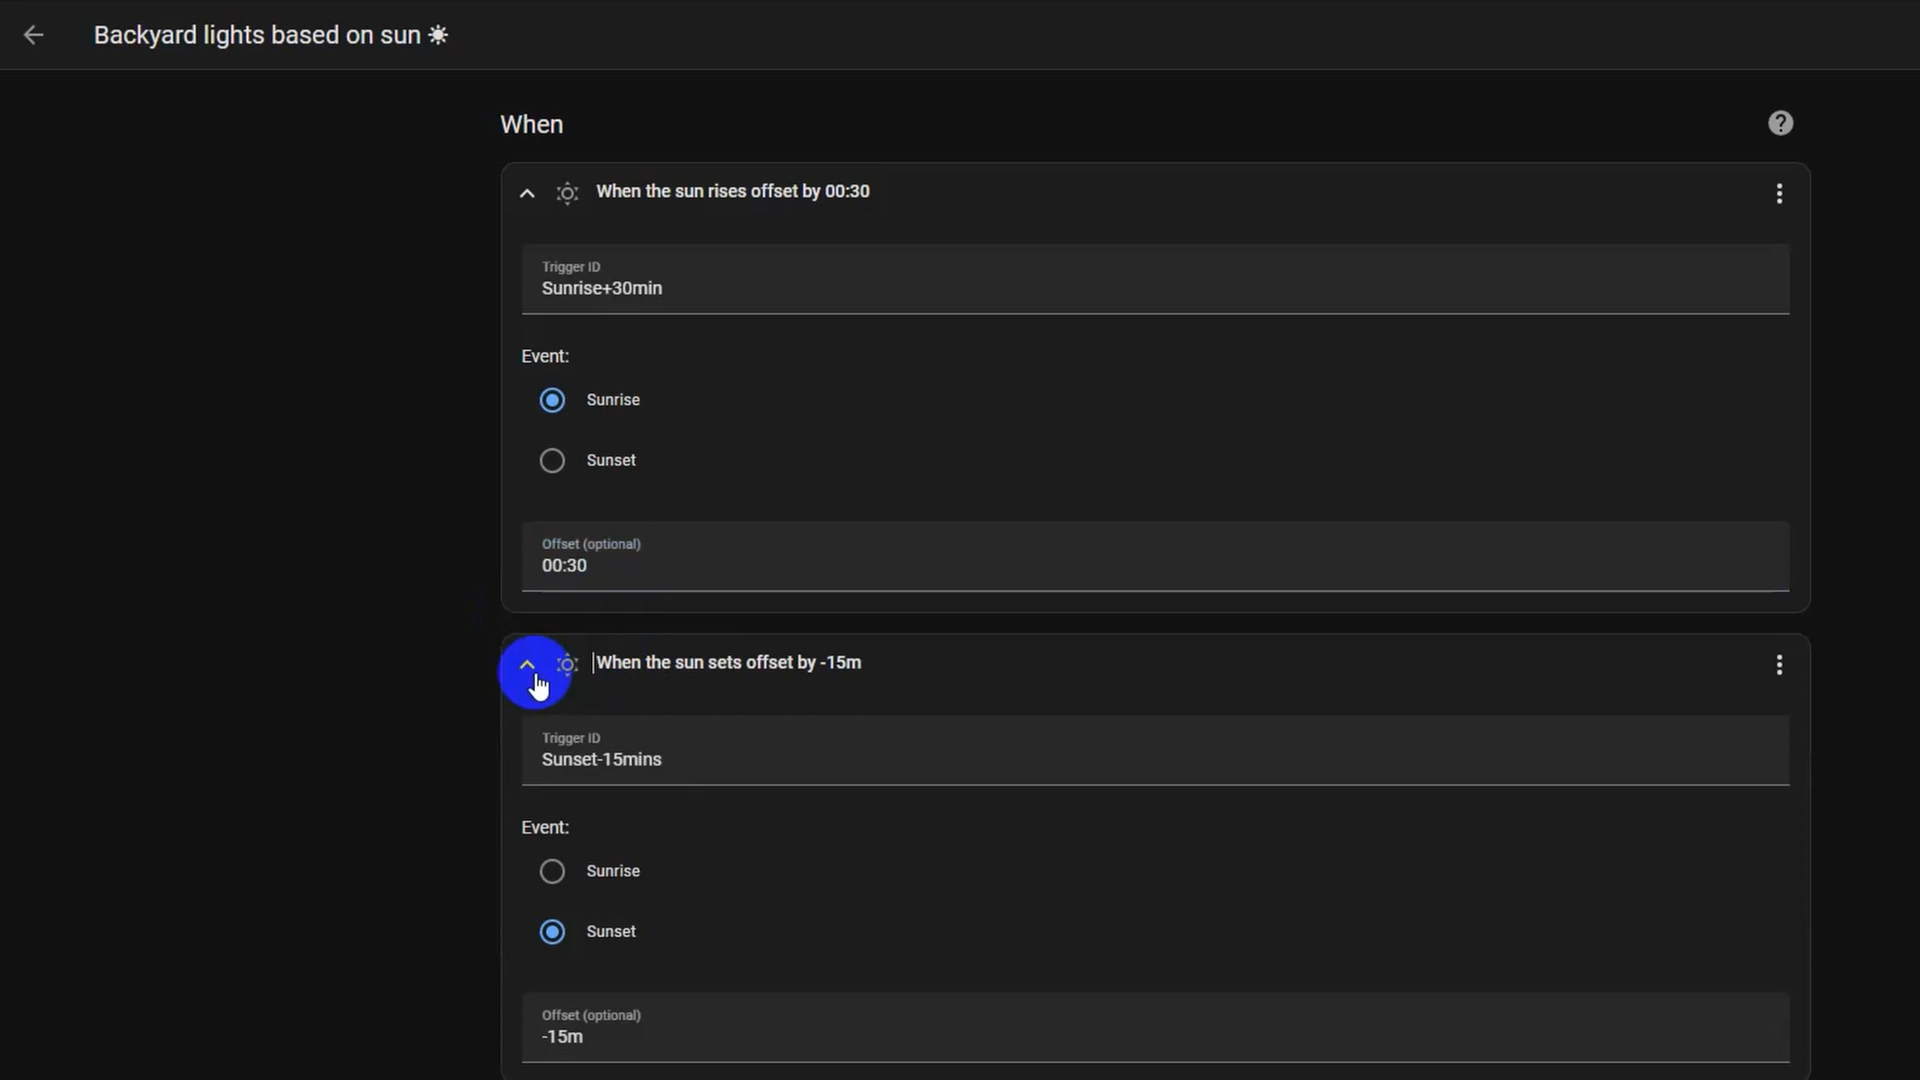 Backyard lights based on sun ☀
When
When the sun rises offset by 00:30
Trigger ID
Sunrise+30min
Event:
Sunrise
Sunset
Offset (optional)
00:30
When the sun sets offset by -15m
Trigger ID
Sunset-15mins
Event:
Sunrise
Sunset
Offset (optional)
-15m